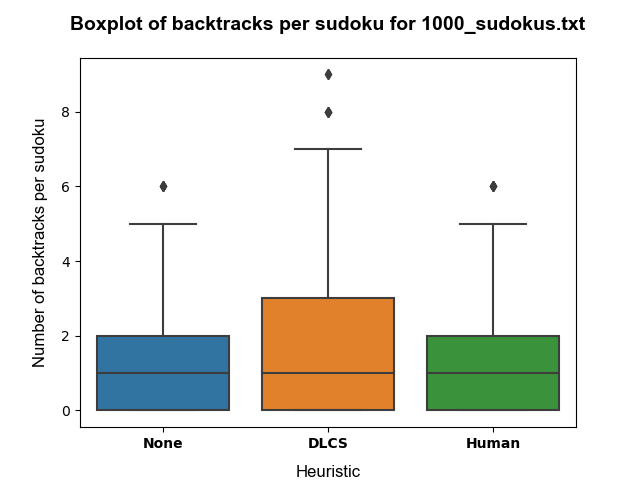 Boxplot of backtracks per sudoku for 1000_sudokus.txt
Number of backtracks per sudoku
8
6
4
2
0
None DLCS Human
Heuristic